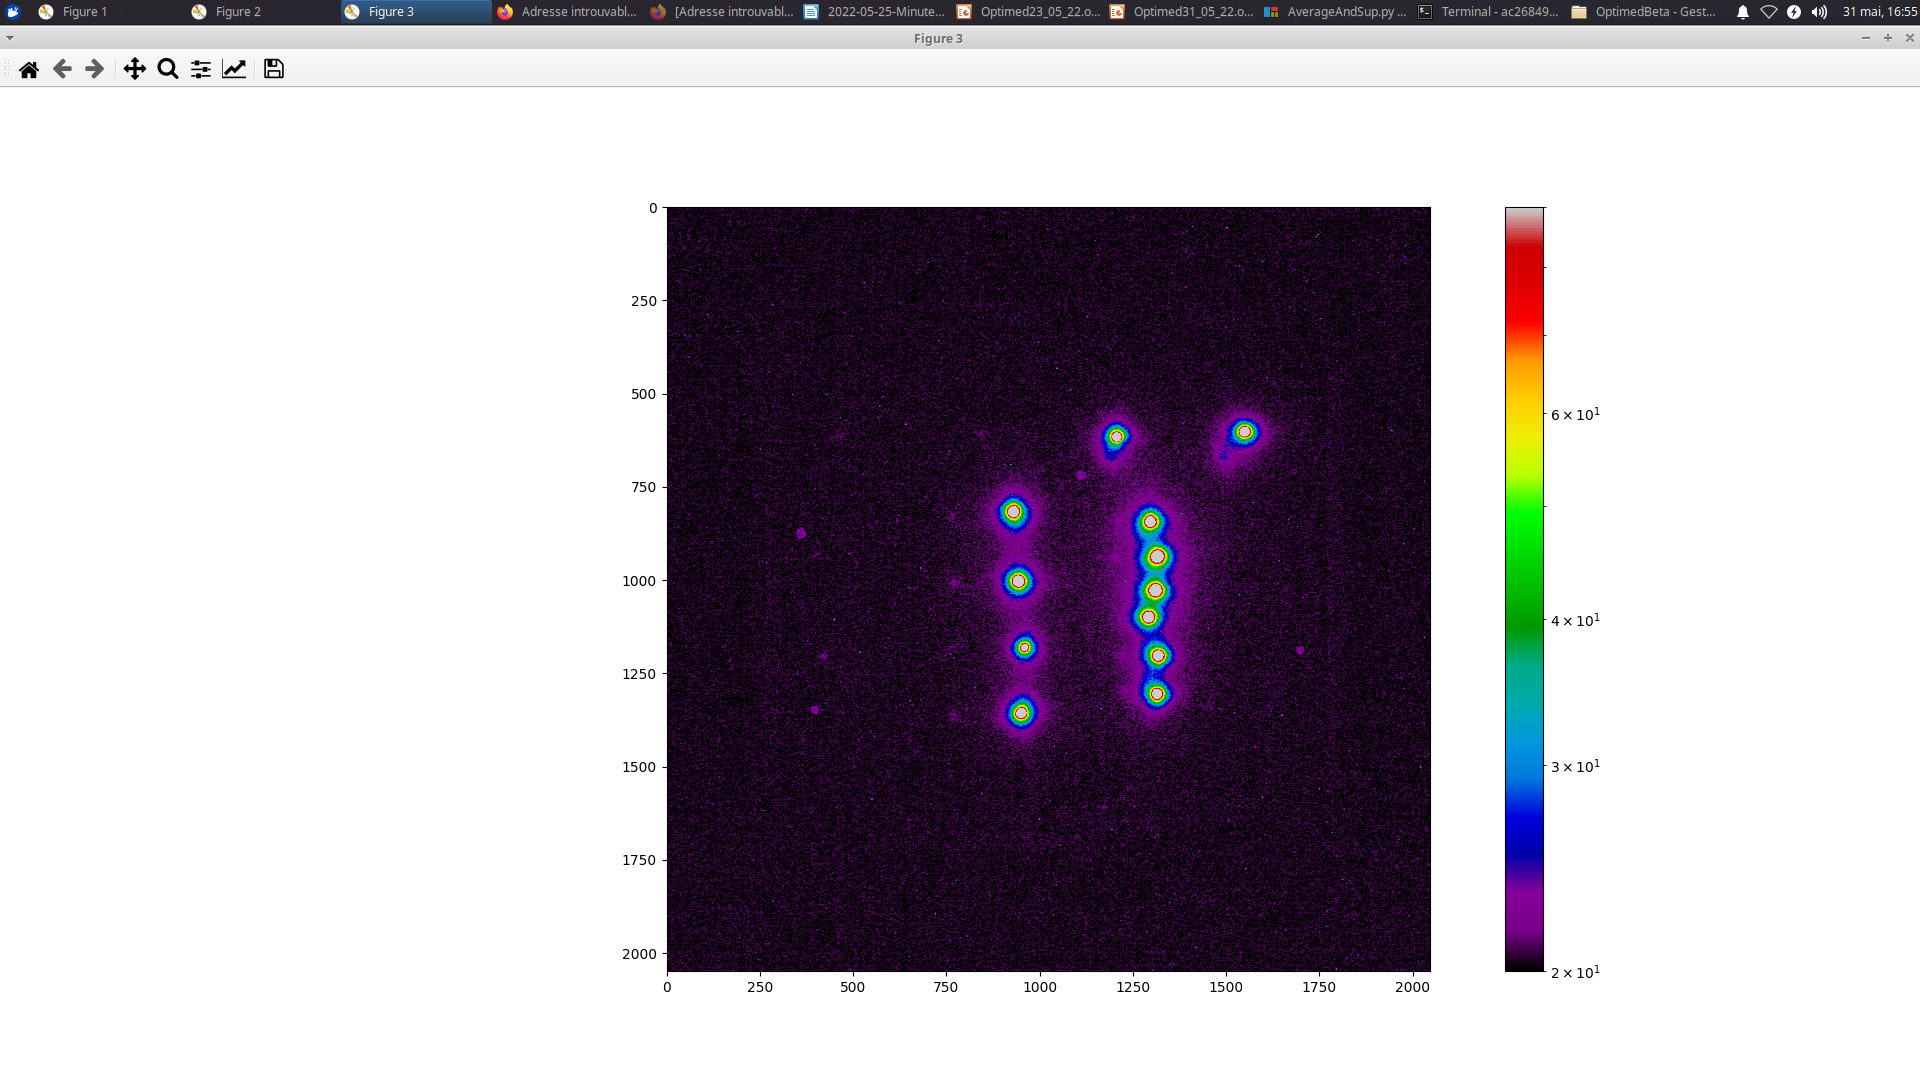 Figure 1 Figure 2 Figure 3 Adresse introuvabl... [Adresse introuvabl... 2022-05-25-Minute... Optimed23_05_22.o... Optimed31_05_22.o... AverageAndSup.py ... Terminal - ac26849... OptimedBeta - Gest... 31 mai, 16:55
Figure 3
0
250
500
750
1000
1250
1500
1750
2000
0 250 500 750 1000 1250 1500 1750 2000
6 × 10¹
4 × 10¹
3 × 10¹
2 × 10¹